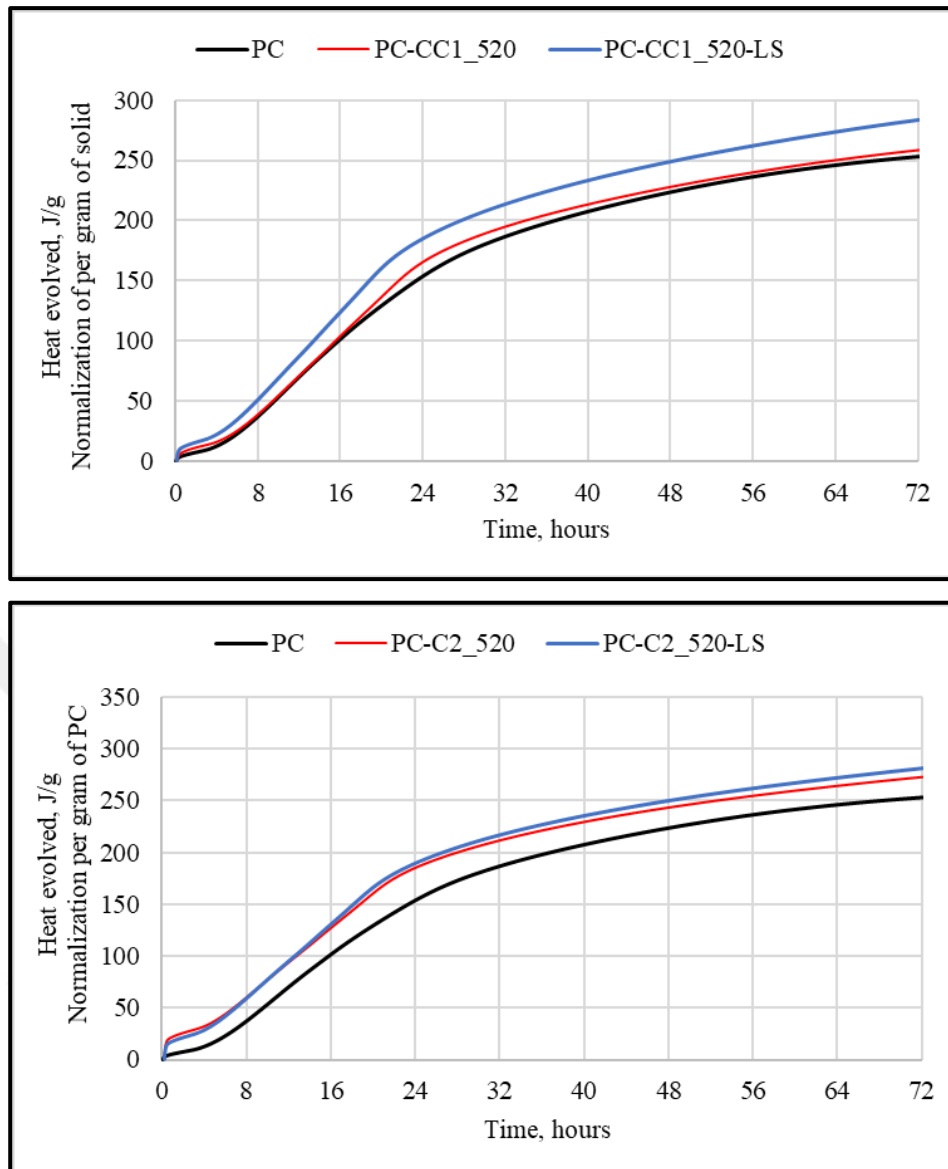 PC PC-CC1_520 PC-CC1_520-LS
Heat evolved, J/g
Normalization of per gram of solid
300
250
200
150
100
50
0
0 8 16 24 32 40 48 56 64 72
Time, hours
PC PC-C2_520 PC-C2_520-LS
Heat evolved, J/g
Normalization per gram of PC
350
300
250
200
150
100
50
0
0 8 16 24 32 40 48 56 64 72
Time, hours